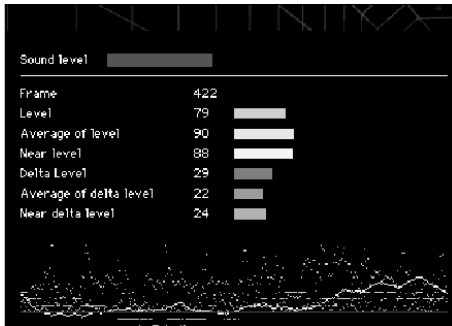 Sound level
Frame 422
Level 79
Average of level 90
Near level 88
Delta Level 29
Average of delta level 22
Near delta level 24